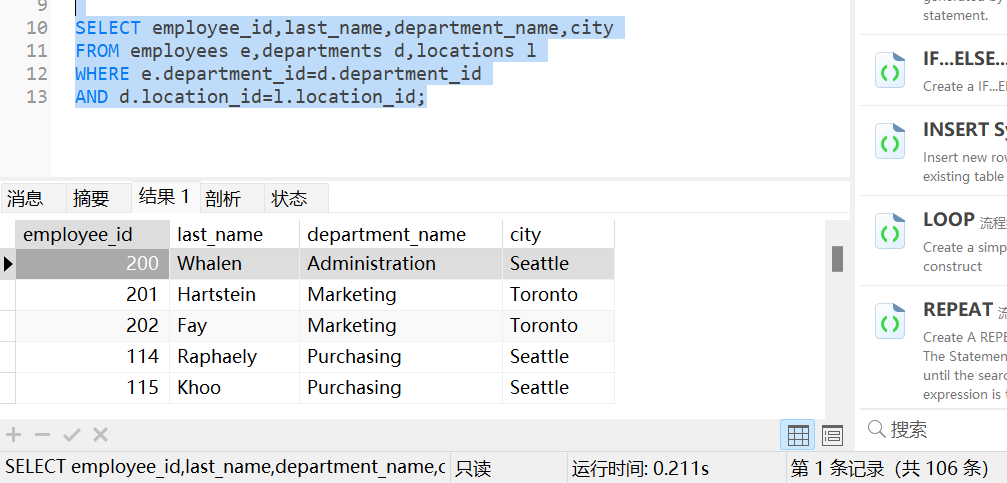 9
10 SELECT employee_id,last_name,department_name,city
11 FROM employees e,departments d,locations l
12 WHERE e.department_id=d.department_id
13 AND d.location_id=l.location_id;
statement.
IF...ELSE...
Create a IF...El
INSERT Sy
Insert new row
existing table
LOOP 流程
Create a simp
construct
REPEAT 流
Create A REPE
The Statemen
until the searc
expression is t
搜索
消息 摘要 结果 1 剖析 状态
employee_id last_name department_name city
200 Whalen Administration Seattle
201 Hartstein Marketing Toronto
202 Fay Marketing Toronto
114 Raphaely Purchasing Seattle
115 Khoo Purchasing Seattle
SELECT employee_id,last_name,department_name,c 只读 运行时间: 0.211s 第 1 条记录 (共 106 条)